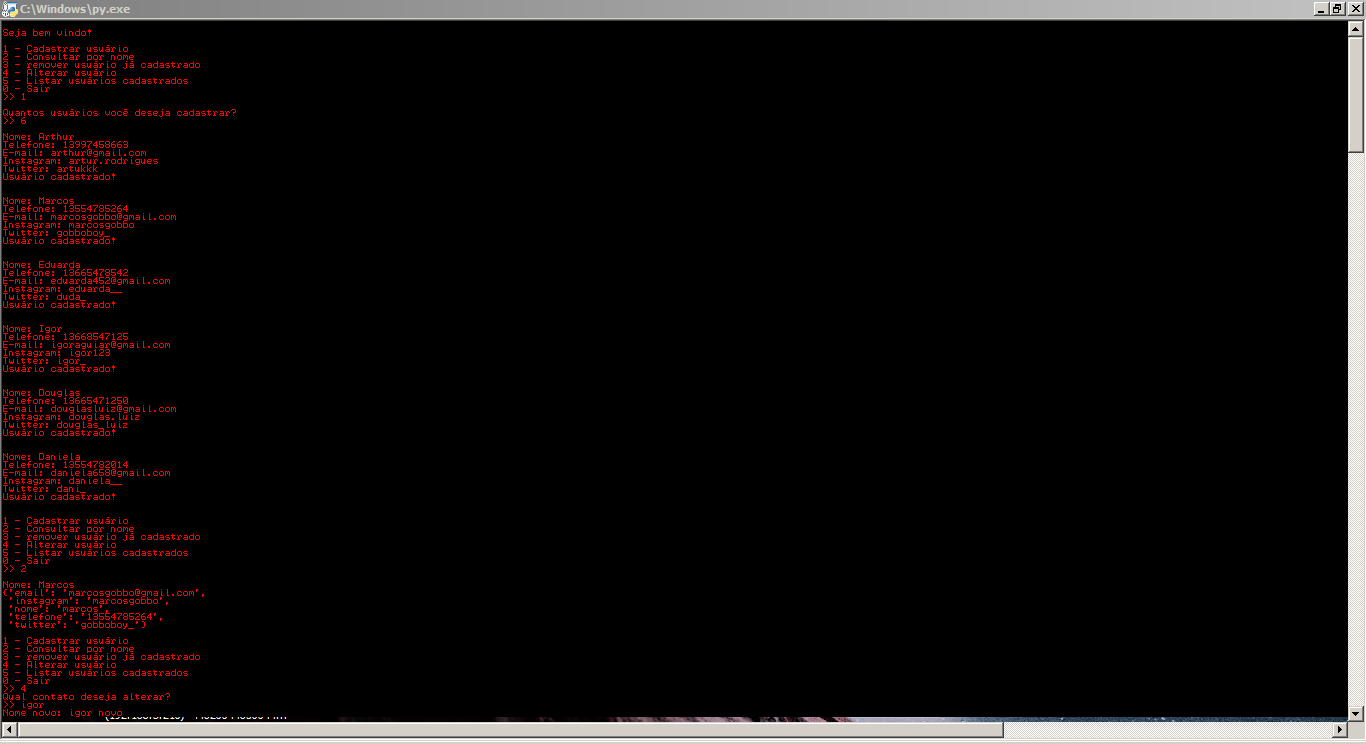 C:\Windows\py.exe
Seja bem vindo!
1 - Cadastrar usuário
2 - Consultar por nome
3 - remover usuário já cadastrado
4 - Alterar usuário
5 - Listar usuários cadastrados
0 - Sair
>> 1
Quantos usuários você deseja cadastrar?
>> 6
Nome: Arthur
Telefone: 13997458663
E-mail: arthur@gmail.com
Instagram: artur.rodrigues
Twitter: artukkk
Usuário cadastrado!
Nome: Marcos
Telefone: 13554785264
E-mail: marcosgobbo@gmail.com
Instagram: marcosgobbo
Twitter: gobboboy_
Usuário cadastrado!
Nome: Eduarda
Telefone: 13665478542
E-mail: eduarda452@gmail.com
Instagram: eduarda__
Twitter: duda_
Usuário cadastrado!
Nome: Igor
Telefone: 13668547125
E-mail: igoraguiar@gmail.com
Instagram: igor123
Twitter: igor_
Usuário cadastrado!
Nome: Douglas
Telefone: 13665471250
E-mail: douglasluiz@gmail.com
Instagram: douglas.luiz
Twitter: douglas_luiz
Usuário cadastrado!
Nome: Daniela
Telefone: 13554782014
E-mail: daniela658@gmail.com
Instagram: daniela__
Twitter: dani_
Usuário cadastrado!
1 - Cadastrar usuário
2 - Consultar por nome
3 - remover usuário já cadastrado
4 - Alterar usuário
5 - Listar usuários cadastrados
0 - Sair
>> 2
Nome: Marcos
{'email': 'marcosgobbo@gmail.com',
'instagram': 'marcosgobbo',
'nome': 'marcos',
'telefone': '13554785264',
'twitter': 'gobboboy_'}
1 - Cadastrar usuário
2 - Consultar por nome
3 - remover usuário já cadastrado
4 - Alterar usuário
5 - Listar usuários cadastrados
0 - Sair
>> 4
Qual contato deseja alterar?
>> igor
Nome novo: igor novo